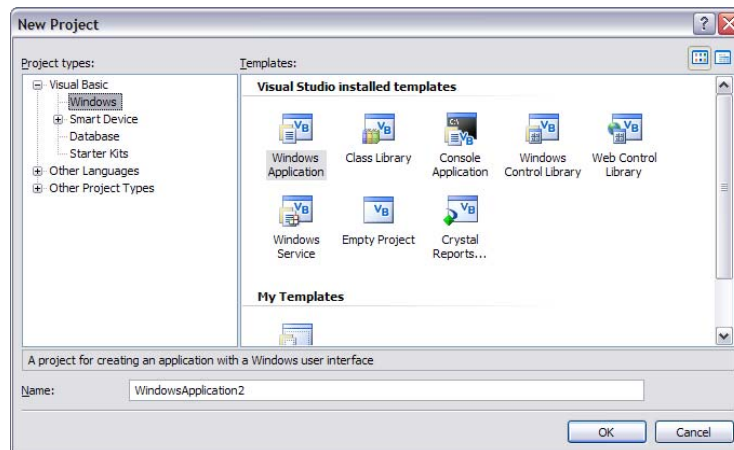 New Project
Project types:
Templates:
Visual Basic
Windows
Smart Device
Database
Starter Kits
Other Languages
Other Project Types
Visual Studio installed templates
Windows
Application
Class Library
Console
Application
Windows
Control Library
Web Control
Library
Windows
Service
Empty Project
Crystal
Reports...
My Templates
A project for creating an application with a Windows user interface
Name:
WindowsApplication2
OK
Cancel